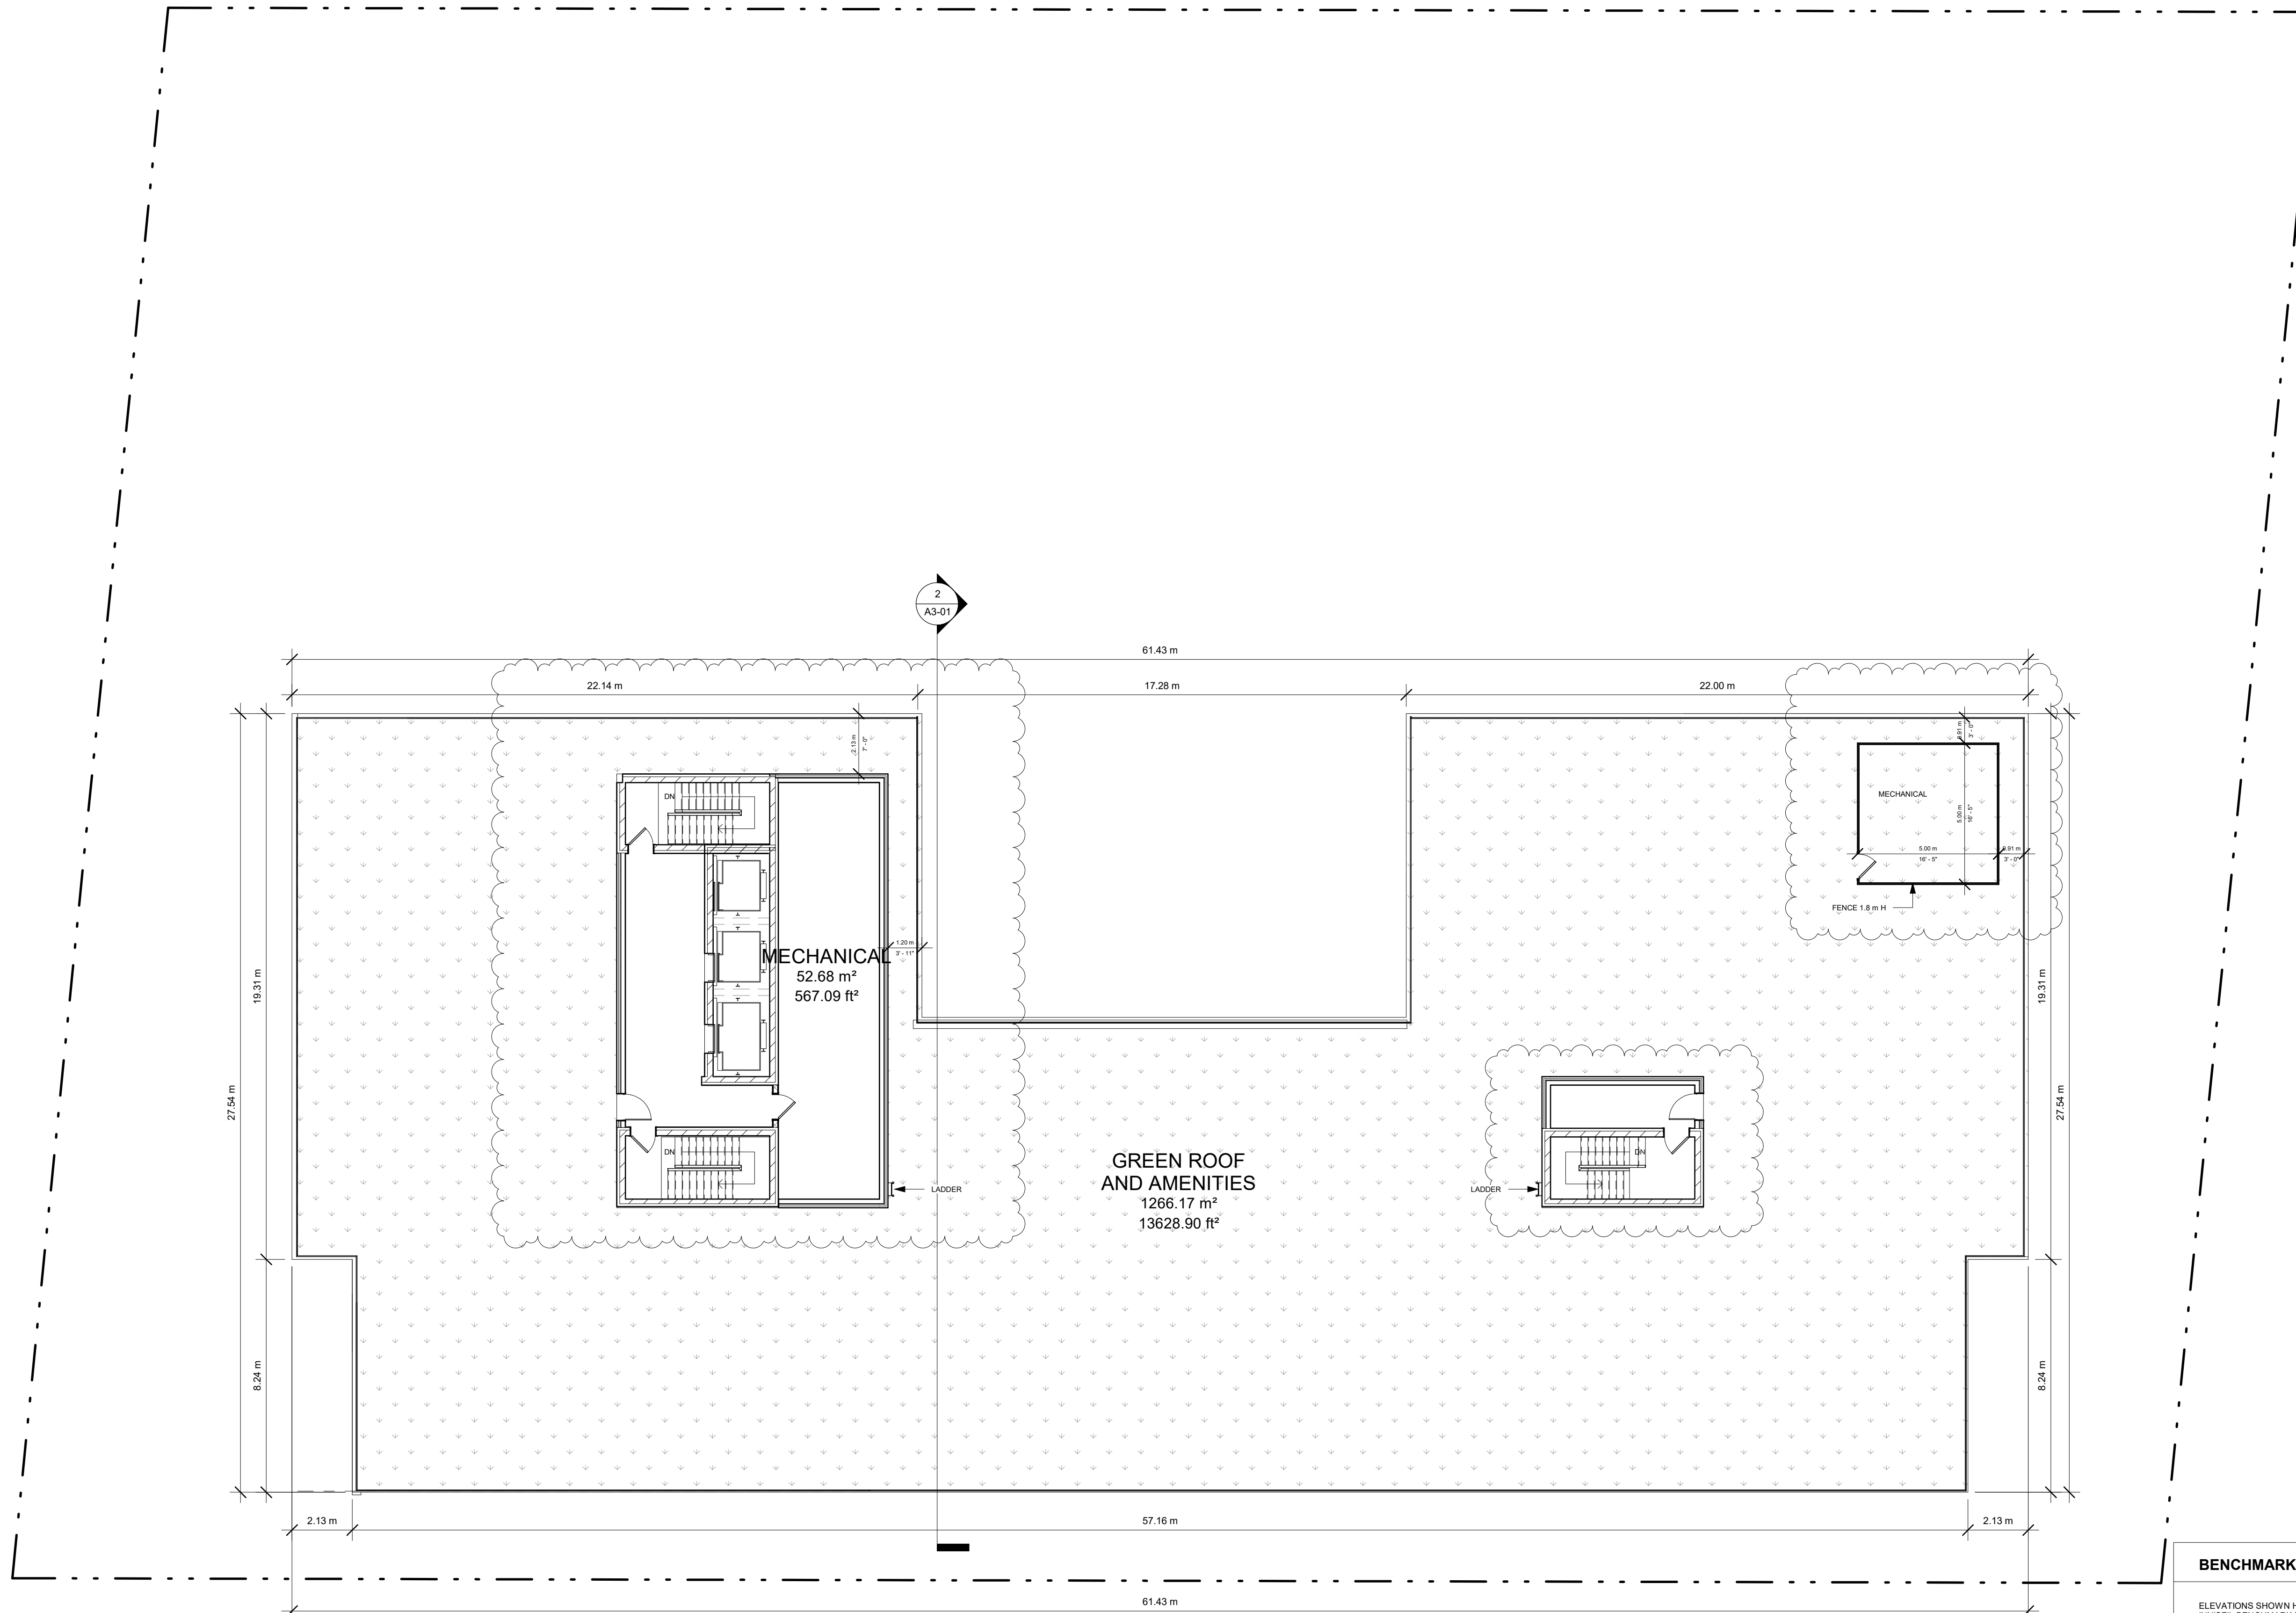 2
A3-01
61.43 m
22.14 m
17.28 m
22.00 m
2.13 m
7' - 0"
0.91 m
3' - 0"
DN
MECHANICAL
5.00 m
16' - 5"
5.00 m
16' - 5"
0.91 m
3' - 0"
FENCE 1.8 m H
1.20 m
3' - 11"
MECHANICAL
52.68 m²
567.09 ft²
19.31 m
19.31 m
27.54 m
27.54 m
DN
DN
LADDER
LADDER
GREEN ROOF
AND AMENITIES
1266.17 m²
13628.90 ft²
8.24 m
8.24 m
2.13 m
57.16 m
2.13 m
BENCHMARK
61.43 m
ELEVATIONS SHOWN H